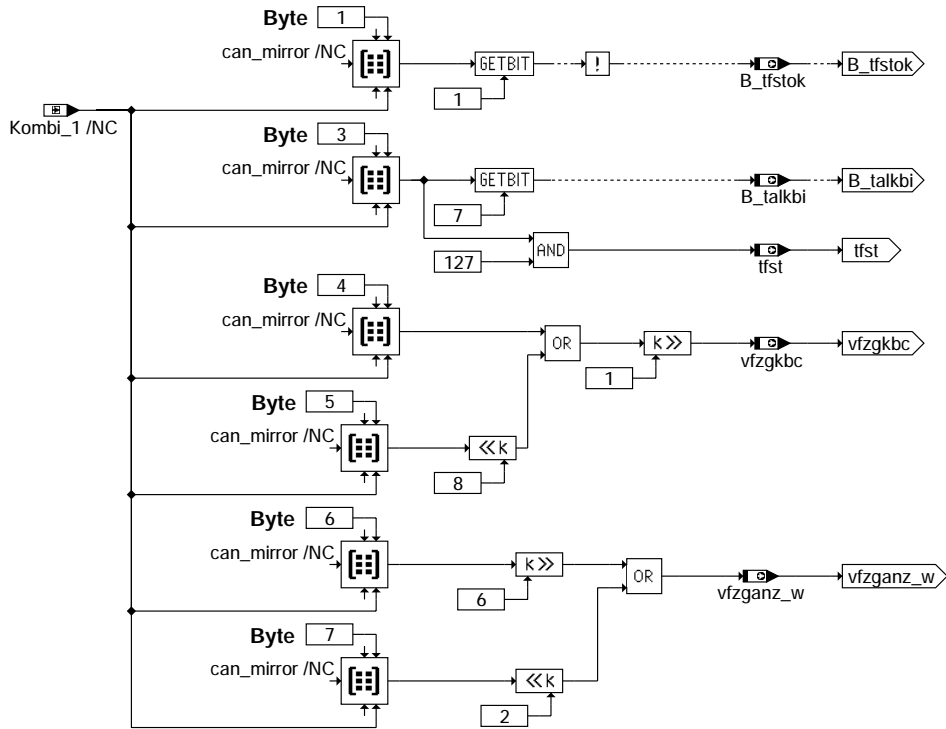 Byte 1
can_mirror /NC
GETBIT
!
1
B_tfstok
B_tfstok
Kombi_1 /NC
Byte 3
can_mirror /NC
GETBIT
7
B_talkbi
B_talkbi
127
AND
tfst
tfst
Byte 4
can_mirror /NC
OR
k>>
1
vfzgkbc
vfzgkbc
Byte 5
can_mirror /NC
<<k
8
Byte 6
can_mirror /NC
k>>
6
OR
vfzganz_w
vfzganz_w
Byte 7
can_mirror /NC
<<k
2